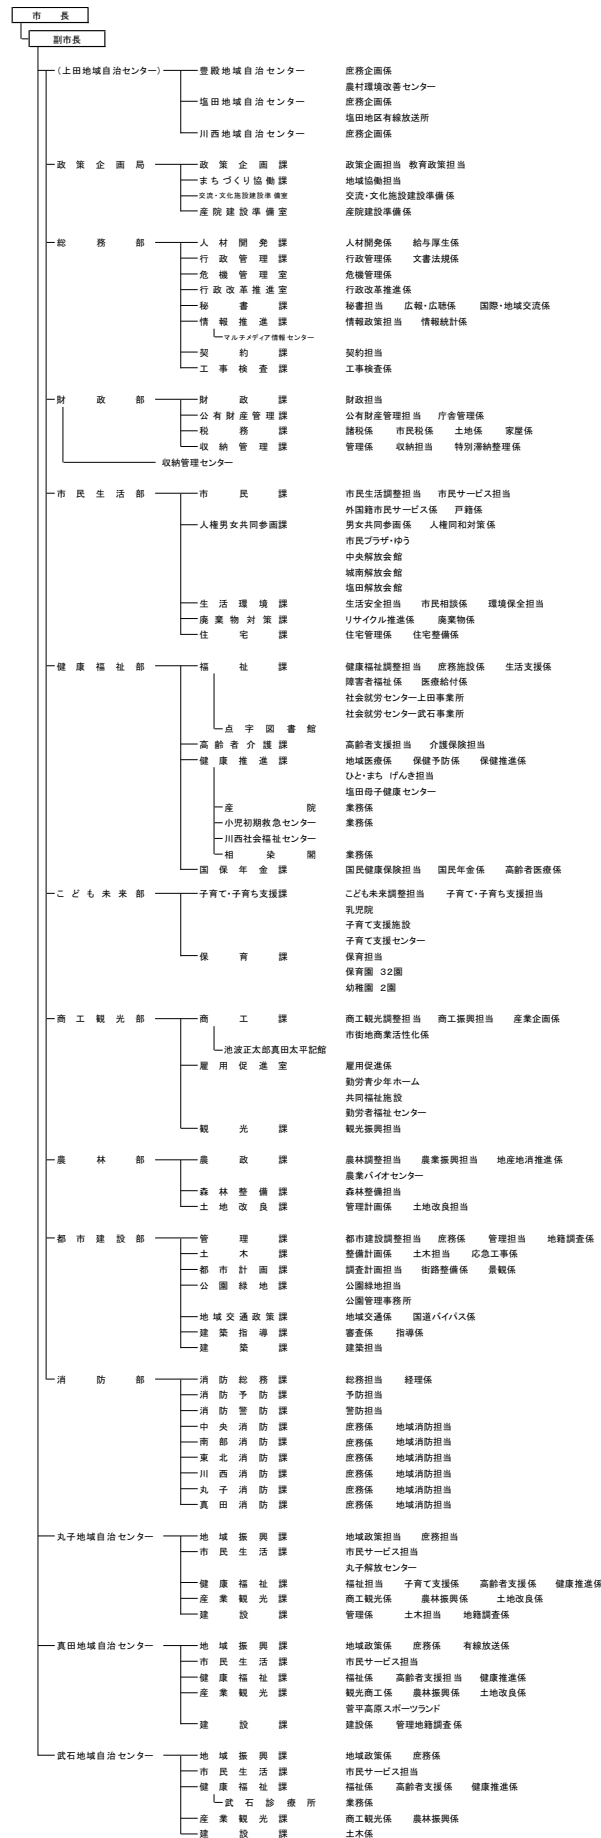 市　長
副市長
(上田地域自治センター) 豊殿地域自治センター 庶務企画係
農村環境改善センター
塩田地域自治センター 庶務企画係
塩田地区有線放送所
川西地域自治センター 庶務企画係
政策企画局 政策企画課 政策企画担当 教育政策担当
まちづくり協働課 地域協働担当
交流・文化施設建設準備室 交流・文化施設建設準備係
産院建設準備室 産院建設準備係
総務部 人材開発課 人材開発係 給与厚生係
行政管理課 行政管理係 文書法規係
危機管理室 危機管理係
行政改革推進室 行政改革推進係
秘書課 秘書担当 広報・広聴係 国際・地域交流係
情報推進課 情報政策担当 情報統計係
マルチメディア情報センター
契約課 契約担当
工事検査課 工事検査係
財政部 財政課 財政担当
公有財産管理課 公有財産管理担当 庁舎管理係
税務課 諸税係 市民税係 土地係 家屋係
収納管理課 管理係 収納担当 特別滞納整理係
収納管理センター
市民生活部 市民課 市民生活調整担当 市民サービス担当
外国籍市民サービス係 戸籍係
人権男女共同参画課 男女共同参画係 人権同和対策係
市民プラザ・ゆう
中央解放会館
城南解放会館
塩田解放会館
生活環境課 生活安全担当 市民相談係 環境保全担当
廃棄物対策課 リサイクル推進係 廃棄物係
住宅課 住宅管理係 住宅整備係
健康福祉部 福祉課 健康福祉調整担当 庶務施設係 生活支援係
障害者福祉係 医療給付係
社会就労センター上田事業所
社会就労センター武石事業所
点字図書館
高齢者介護課 高齢者支援担当 介護保険担当
健康推進課 地域医療係 保健予防係 保健推進係
ひと・まち げんき担当
塩田母子健康センター
産院 業務係
小児初期救急センター 業務係
川西社会福祉センター
相染閣 業務係
国保年金課 国民健康保険担当 国民年金係 高齢者医療係
こども未来部 子育て・子育ち支援課 こども未来調整担当 子育て・子育ち支援担当
乳児院
子育て支援施設
子育て支援センター
保育課 保育担当
保育園 32園
幼稚園 2園
商工観光部 商工課 商工観光調整担当 商工振興担当 産業企画係
市街地商業活性化係
池波正太郎真田太平記館
雇用促進室 雇用促進係
勤労青少年ホーム
共同福祉施設
勤労者福祉センター
観光課 観光振興担当
農林部 農政課 農林調整担当 農業振興担当 地産地消推進係
農業バイオセンター
森林整備課 森林整備担当
土地改良課 管理計画係 土地改良担当
都市建設部 管理課 都市建設調整担当 庶務係 管理担当 地籍調査係
土木課 整備計画係 土木担当 応急工事係
都市計画課 調査計画担当 街路整備係 景観係
公園緑地課 公園緑地担当
公園管理事務所
地域交通政策課 地域交通係 国道バイパス係
建築指導課 審査係 指導係
建築課 建築担当
消防部 消防総務課 総務担当 経理係
消防予防課 予防担当
消防警防課 警防担当
中央消防課 庶務係 地域消防担当
南部消防課 庶務係 地域消防担当
東北消防課 庶務係 地域消防担当
川西消防課 庶務係 地域消防担当
丸子消防課 庶務係 地域消防担当
真田消防課 庶務係 地域消防担当
丸子地域自治センター 地域振興課 地域政策担当 庶務担当
市民生活課 市民サービス担当
丸子解放センター
健康福祉課 福祉担当 子育て支援係 高齢者支援係 健康推進係
産業観光課 商工観光係 農林振興係 土地改良係
建設課 管理係 土木担当 地籍調査係
真田地域自治センター 地域振興課 地域政策係 庶務係 有線放送係
市民生活課 市民サービス担当
健康福祉課 福祉係 高齢者支援担当 健康推進係
産業観光課 観光商工係 農林振興係 土地改良係
菅平高原スポーツランド
建設課 建設係 管理地籍調査係
武石地域自治センター 地域振興課 地域政策係 庶務係
市民生活課 市民サービス担当
健康福祉課 福祉係 高齢者支援係 健康推進係
武石診療所 業務係
産業観光課 商工観光係 農林振興係
建設課 土木係